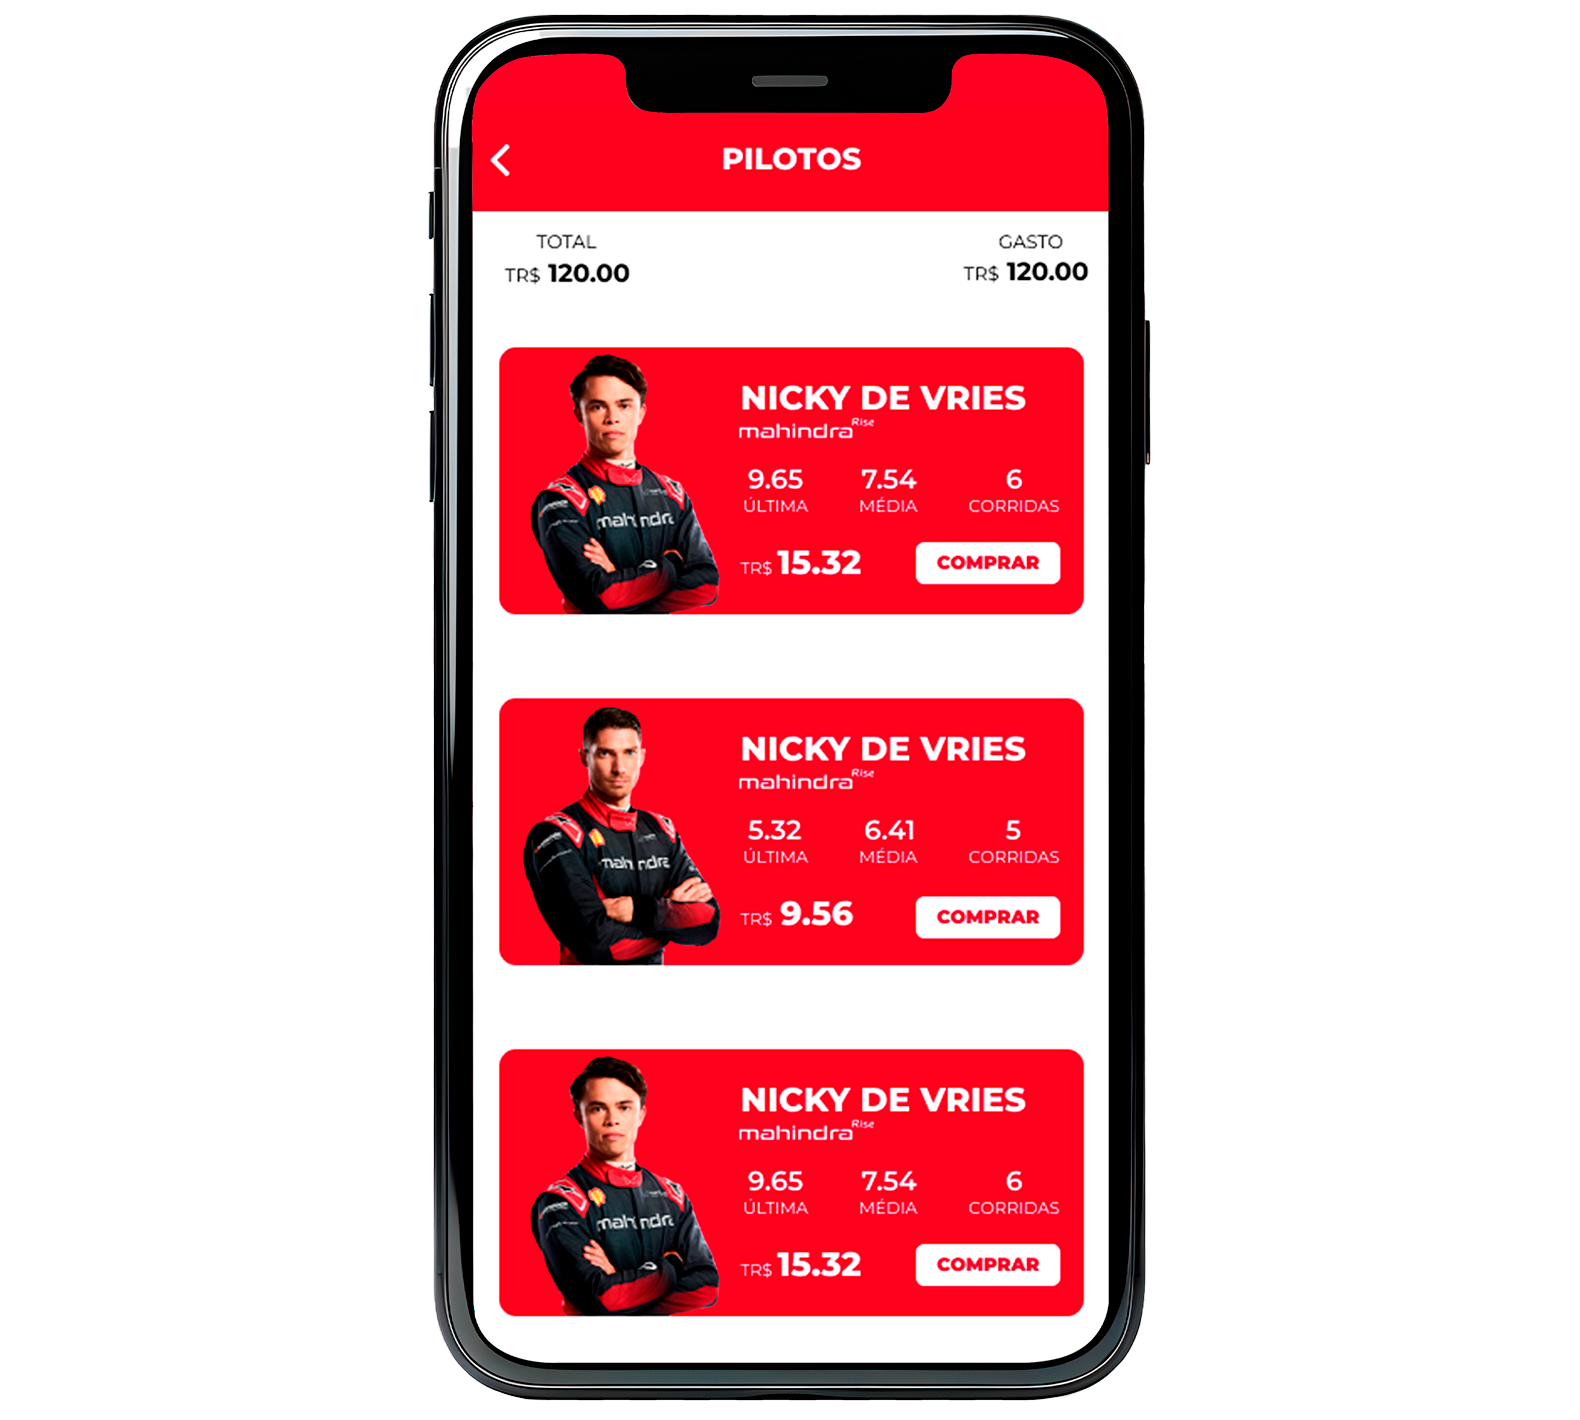 PILOTOS
TOTAL
GASTO
TR$ 120.00
TR$ 120.00
NICKY DE VRIES
mahindra Rise
9.65 7.54 6
ÚLTIMA MÉDIA CORRIDAS
mahindra
TR$ 15.32 COMPRAR
NICKY DE VRIES
mahindra Rise
5.32 6.41 5
ÚLTIMA MÉDIA CORRIDAS
mahindra
TR$ 9.56 COMPRAR
NICKY DE VRIES
mahindra Rise
9.65 7.54 6
ÚLTIMA MÉDIA CORRIDAS
mahindra
TR$ 15.32 COMPRAR